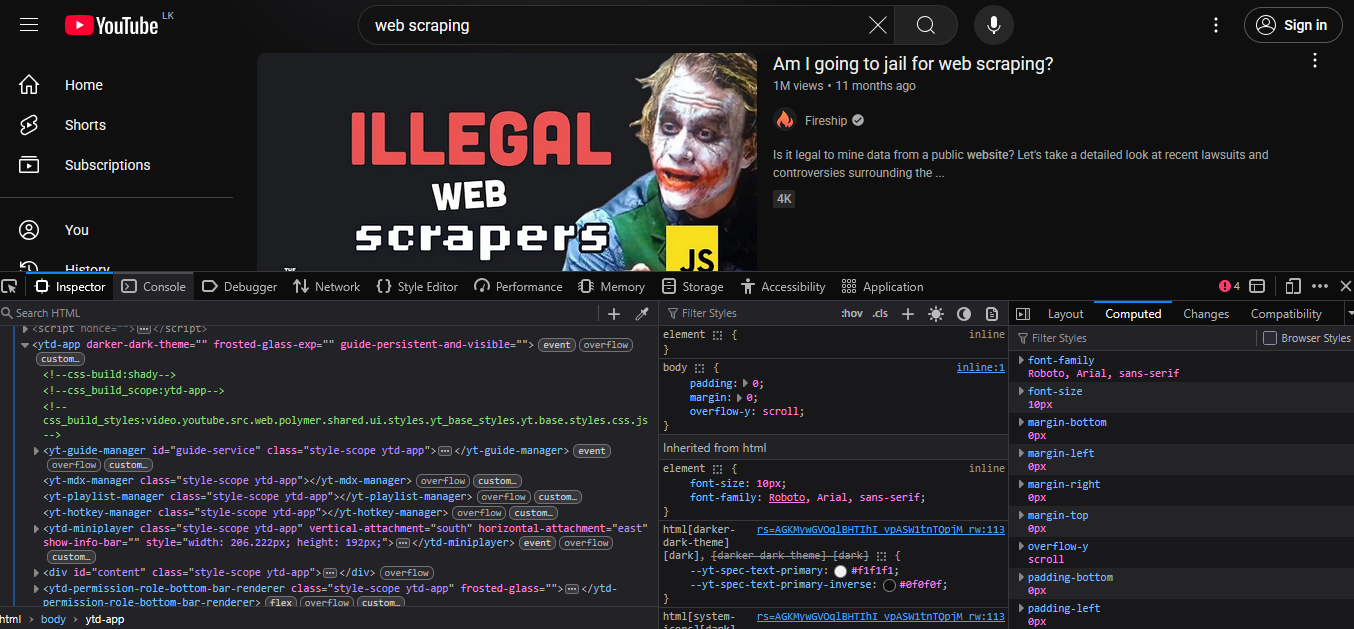 YouTube LK
web scraping
Sign in
Home
Shorts
Subscriptions
You
History
ILLEGAL
WEB
scrapers
JS
THE
Am I going to jail for web scraping?
1M views • 11 months ago
Fireship
Is it legal to mine data from a public website? Let's take a detailed look at recent lawsuits and
controversies surrounding the ...
4K
Inspector Console Debugger Network Style Editor Performance Memory Storage Accessibility Application 4
Search HTML
<script nonce="">⋯</script>
<ytd-app darker-dark-theme="" frosted-glass-exp="" guide-persistent-and-visible=""> event overflow
custom…
<!--css-build:shady-->
<!--css_build_scope:ytd-app-->
<!--
css_build_styles:video.youtube.src.web.polymer.shared.ui.styles.yt_base_styles.yt.base.styles.css.js
-->
<yt-guide-manager id="guide-service" class="style-scope ytd-app">⋯</yt-guide-manager> event
overflow custom…
<yt-mdx-manager class="style-scope ytd-app"></yt-mdx-manager> overflow custom…
<yt-playlist-manager class="style-scope ytd-app"></yt-playlist-manager> overflow custom…
<yt-hotkey-manager class="style-scope ytd-app"></yt-hotkey-manager> overflow custom…
<ytd-miniplayer class="style-scope ytd-app" vertical-attachment="south" horizontal-attachment="east"
show-info-bar="" style="width: 206.222px; height: 192px;">⋯</ytd-miniplayer> event overflow
custom…
<div id="content" class="style-scope ytd-app">⋯</div> overflow
<ytd-permission-role-bottom-bar-renderer class="style-scope ytd-app" frosted-glass="">⋯</ytd-
permission-role-bottom-bar-renderer> flex overflow custom…
html › body › ytd-app
Filter Styles :hov .cls
element { inline
}
body { inline:1
padding: 0;
margin: 0;
overflow-y: scroll;
}
Inherited from html
element { inline
font-size: 10px;
font-family: Roboto, Arial, sans-serif;
}
html[darker- rs=AGKMywGVOqlBHTIhI_vpASW1tnTQpjM_rw:113
dark-theme]
[dark], [darker-dark-theme] [dark] {
--yt-spec-text-primary: #f1f1f1;
--yt-spec-text-primary-inverse: #0f0f0f;
}
html[system- rs=AGKMywGVOqlBHTIhI_vpASW1tnTQpjM_rw:113
icons][dark]
Layout Computed Changes Compatibility
Filter Styles Browser Styles
font-family
Roboto, Arial, sans-serif
font-size
10px
margin-bottom
0px
margin-left
0px
margin-right
0px
margin-top
0px
overflow-y
scroll
padding-bottom
0px
padding-left
0px